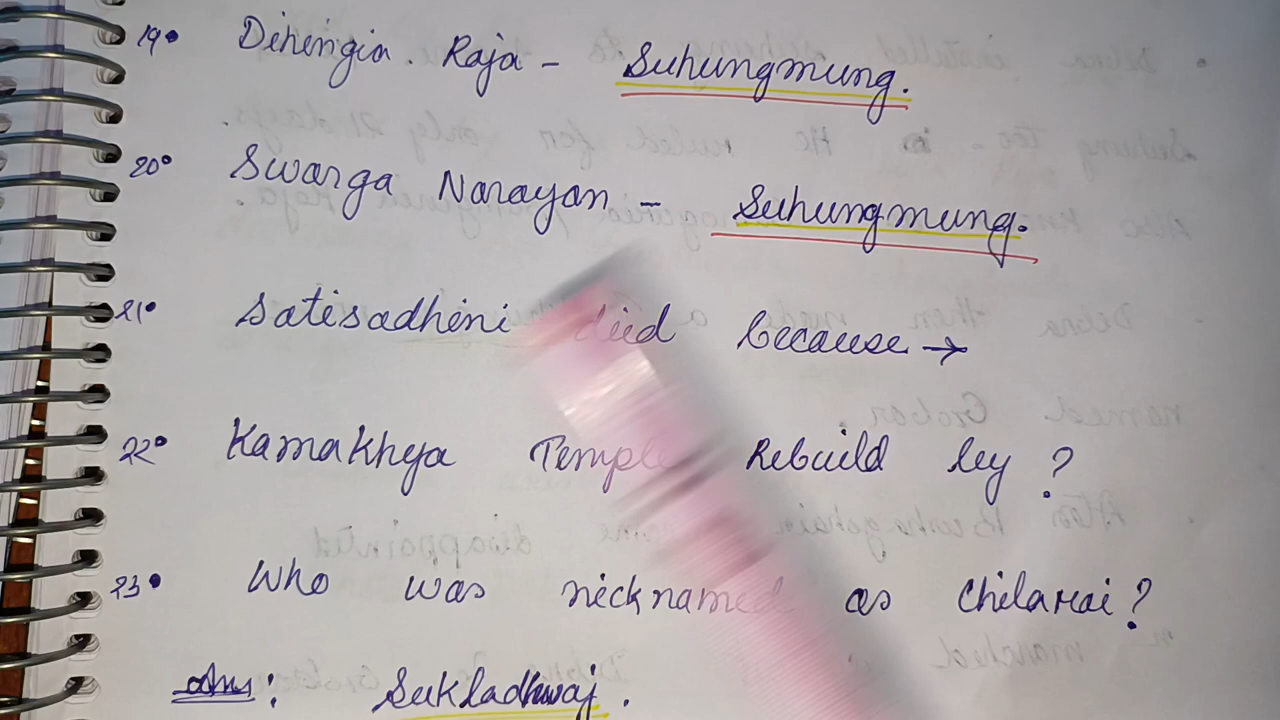 19. Dihingia. Raja - Suhungmung.
20. Swarga Narayan - Suhungmung.
21. Satisadhini died because →
22. Kamakhya Temple Rebuild by ?
23. Who was nicknamed as Chilarai ?
Ans: Sukladhwaj.